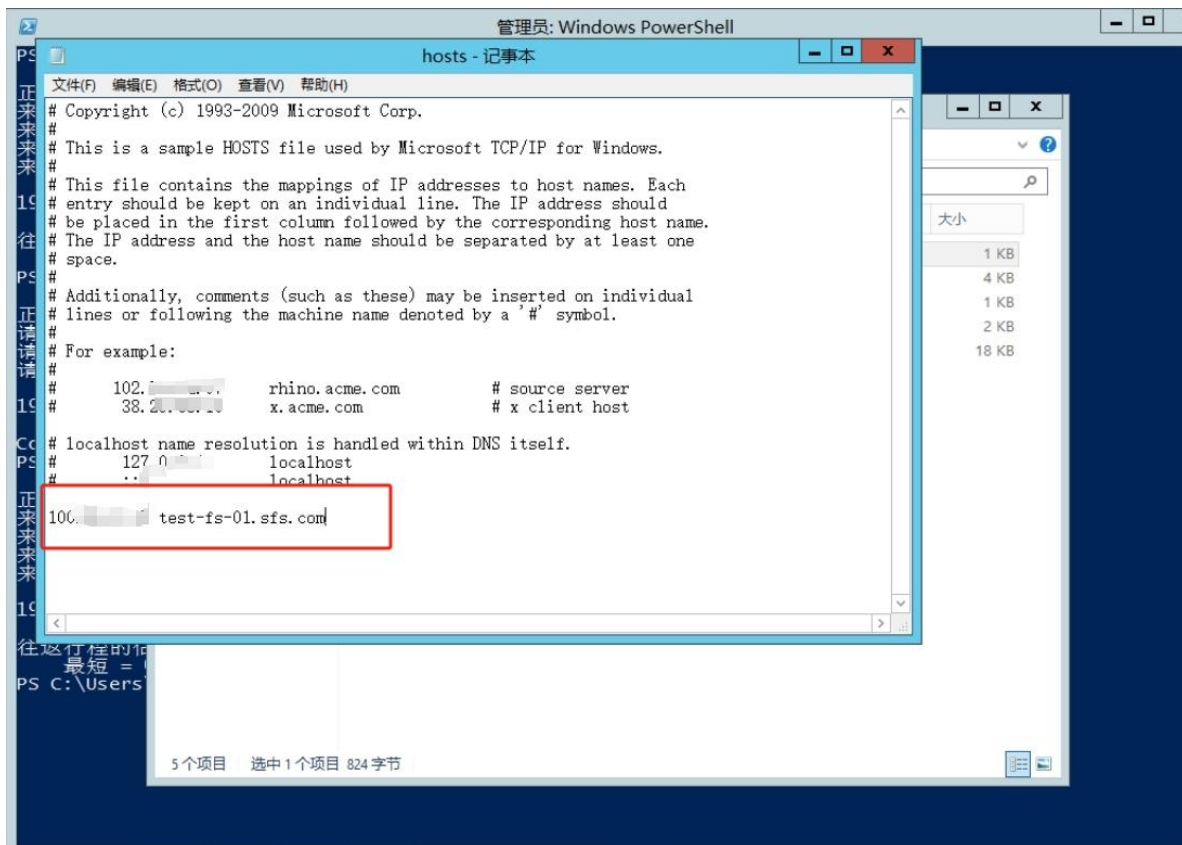 管理员: Windows PowerShell
hosts - 记事本
文件(F) 编辑(E) 格式(O) 查看(V) 帮助(H)
# Copyright (c) 1993-2009 Microsoft Corp.
#
# This is a sample HOSTS file used by Microsoft TCP/IP for Windows.
#
# This file contains the mappings of IP addresses to host names. Each
# entry should be kept on an individual line. The IP address should
# be placed in the first column followed by the corresponding host name.
# The IP address and the host name should be separated by at least one
# space.
#
# Additionally, comments (such as these) may be inserted on individual
# lines or following the machine name denoted by a '#' symbol.
#
# For example:
#
# 102. rhino.acme.com # source server
# 38. x.acme.com # x client host
# localhost name resolution is handled within DNS itself.
# 127 localhost
# localhost
test-fs-01.sfs.com
大小
1 KB
4 KB
1 KB
2 KB
18 KB
最短 =
PS C:\Users
5 个项目 选中 1 个项目 824 字节